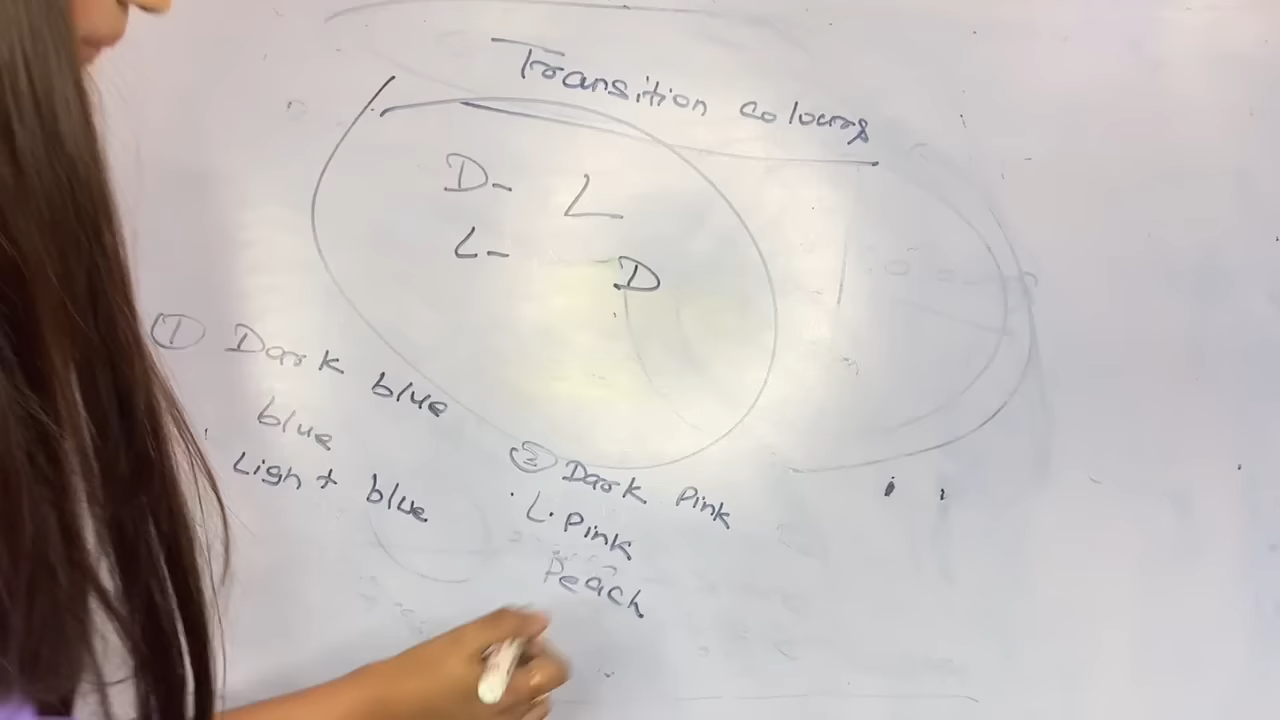 Transition colours
D- L
L- D
① Dark blue
blue
Light blue
② Dark Pink
L. Pink
Peach